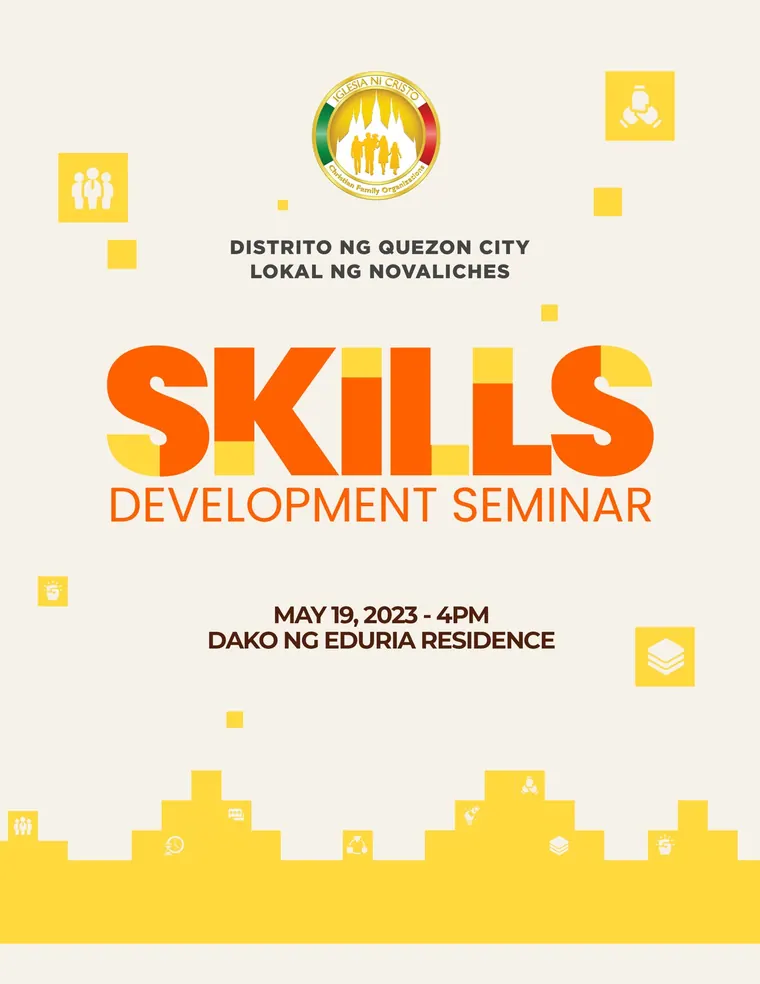 IGLESIA NI CRISTO
Christian Family Organizations
DISTRITO NG QUEZON CITY
LOKAL NG NOVALICHES
SKILLS
DEVELOPMENT SEMINAR
MAY 19, 2023 - 4PM
DAKO NG EDURIA RESIDENCE